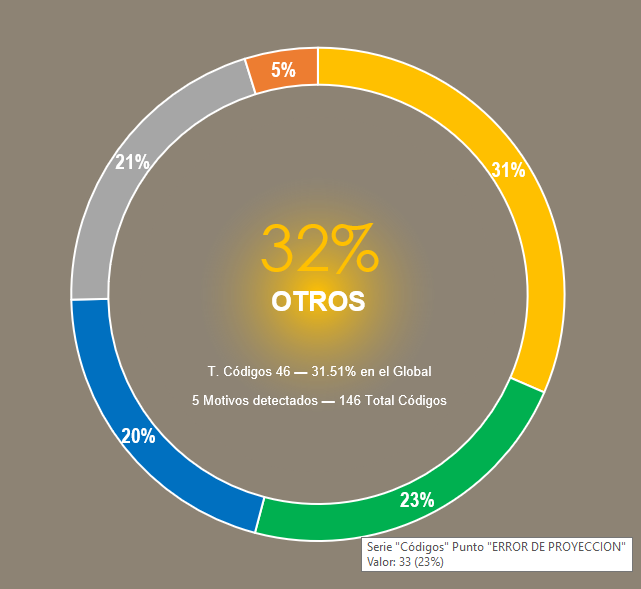 5%
21%
31%
32%
OTROS
T. Códigos 46 — 31.51% en el Global
5 Motivos detectados — 146 Total Códigos
20%
23%
Serie "Códigos" Punto "ERROR DE PROYECCION"
Valor: 33 (23%)